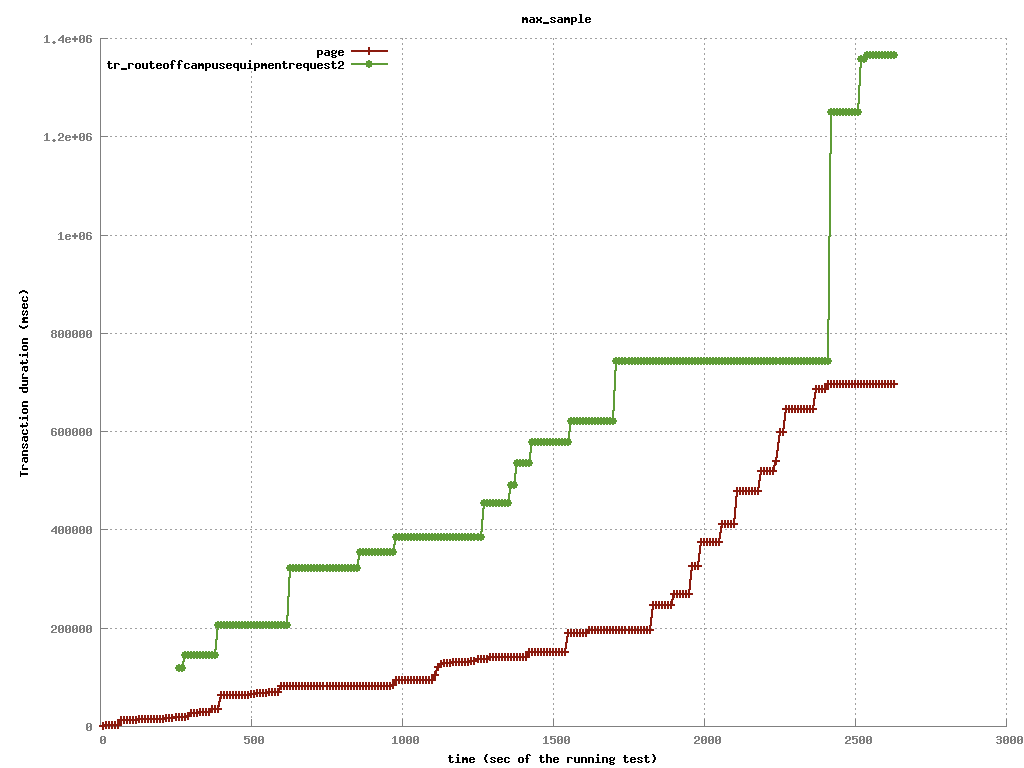 max_sample
page
tr_routeoffcampusequipmentrequest2
1.4e+06
1.2e+06
1e+06
800000
600000
400000
200000
0
Transaction duration (msec)
0 500 1000 1500 2000 2500 3000
time (sec of the running test)